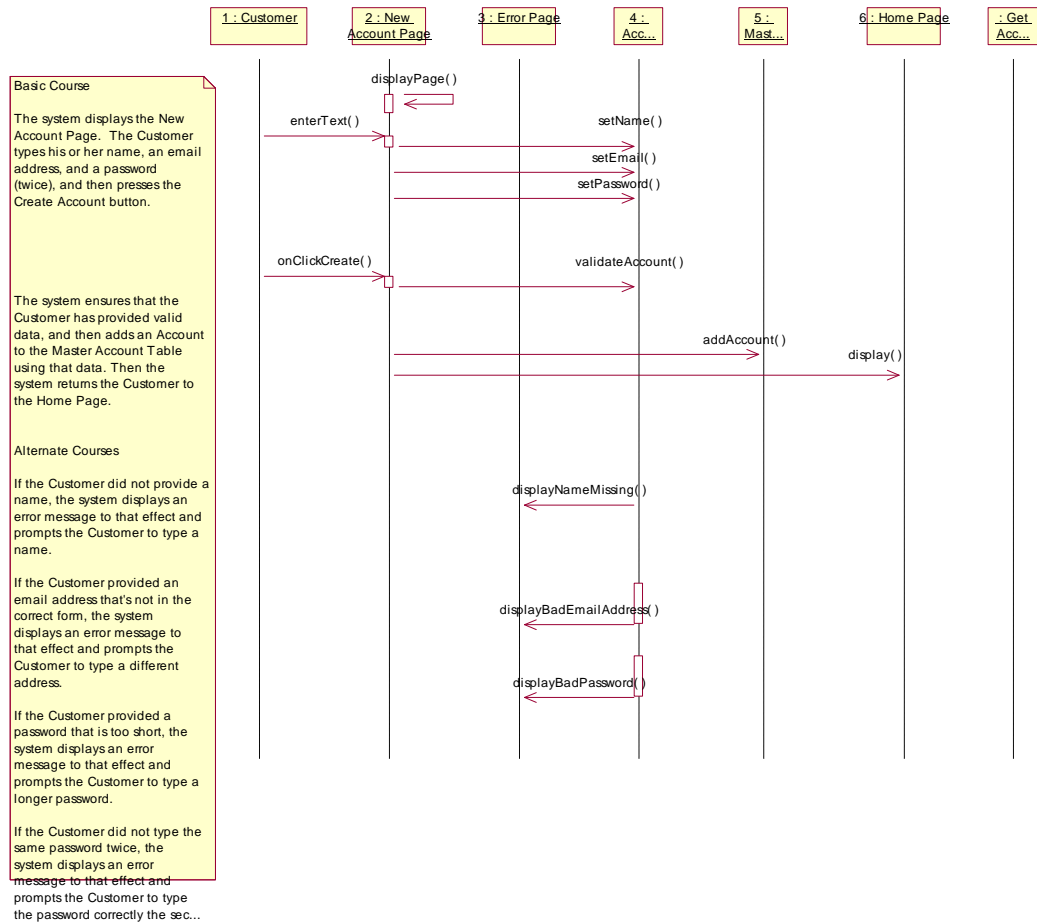 1 : Customer
2 : New
Account Page
3 : Error Page
4 :
Acc...
5 :
Mast...
6 : Home Page
: Get
Acc...
displayPage( )
enterText( )
setName( )
setEmail( )
setPassword( )
onClickCreate( )
validateAccount( )
addAccount( )
display( )
displayNameMissing( )
displayBadEmailAddress( )
displayBadPassword( )
Basic Course
The system displays the New
Account Page. The Customer
types his or her name, an email
address, and a password
(twice), and then presses the
Create Account button.
The system ensures that the
Customer has provided valid
data, and then adds an Account
to the Master Account Table
using that data. Then the
system returns the Customer to
the Home Page.
Alternate Courses
If the Customer did not provide a
name, the system displays an
error message to that effect and
prompts the Customer to type a
name.
If the Customer provided an
email address that's not in the
correct form, the system
displays an error message to
that effect and prompts the
Customer to type a different
address.
If the Customer provided a
password that is too short, the
system displays an error
message to that effect and
prompts the Customer to type a
longer password.
If the Customer did not type the
same password twice, the
system displays an error
message to that effect and
prompts the Customer to type
the password correctly the sec...